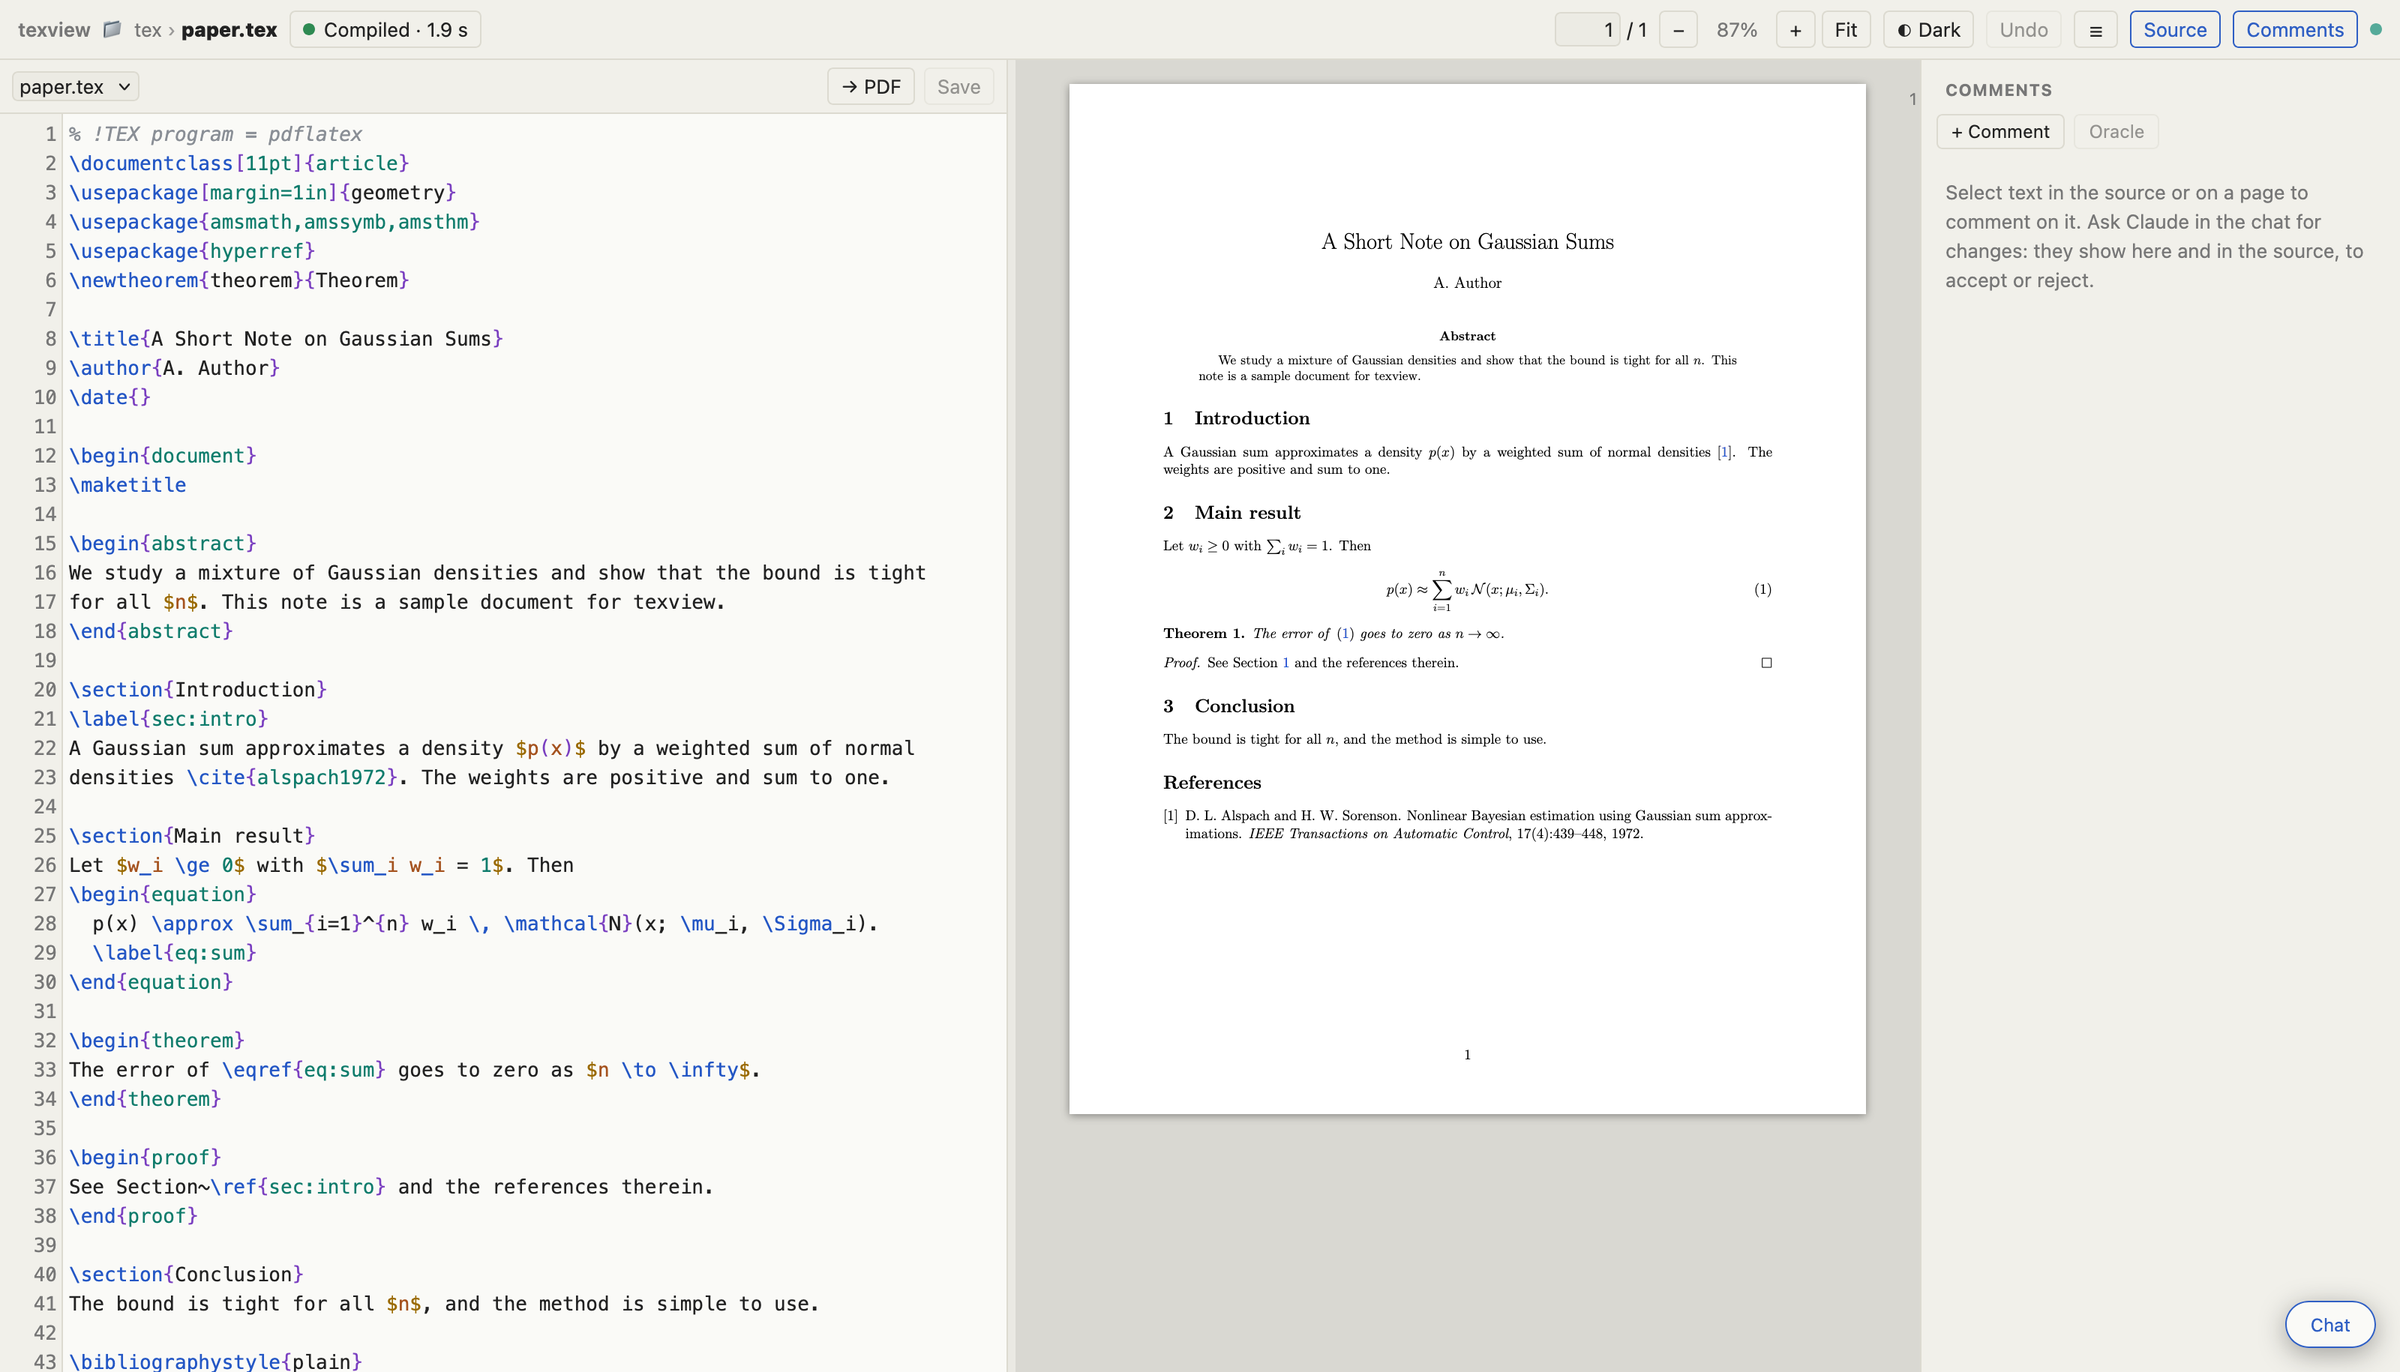 texview tex › paper.tex Compiled · 1.9 s 1 / 1 − 87% + Fit ◐ Dark Undo ≡ Source Comments
paper.tex → PDF Save
1 % !TEX program = pdflatex
2 \documentclass[11pt]{article}
3 \usepackage[margin=1in]{geometry}
4 \usepackage{amsmath,amssymb,amsthm}
5 \usepackage{hyperref}
6 \newtheorem{theorem}{Theorem}
7
8 \title{A Short Note on Gaussian Sums}
9 \author{A. Author}
10 \date{}
11
12 \begin{document}
13 \maketitle
14
15 \begin{abstract}
16 We study a mixture of Gaussian densities and show that the bound is tight
17 for all $n$. This note is a sample document for texview.
18 \end{abstract}
19
20 \section{Introduction}
21 \label{sec:intro}
22 A Gaussian sum approximates a density $p(x)$ by a weighted sum of normal
23 densities \cite{alspach1972}. The weights are positive and sum to one.
24
25 \section{Main result}
26 Let $w_i \ge 0$ with $\sum_i w_i = 1$. Then
27 \begin{equation}
28   p(x) \approx \sum_{i=1}^{n} w_i \, \mathcal{N}(x; \mu_i, \Sigma_i).
29   \label{eq:sum}
30 \end{equation}
31
32 \begin{theorem}
33 The error of \eqref{eq:sum} goes to zero as $n \to \infty$.
34 \end{theorem}
35
36 \begin{proof}
37 See Section~\ref{sec:intro} and the references therein.
38 \end{proof}
39
40 \section{Conclusion}
41 The bound is tight for all $n$, and the method is simple to use.
42
43 \bibliographystyle{plain}
1
A Short Note on Gaussian Sums
A. Author
Abstract
We study a mixture of Gaussian densities and show that the bound is tight for all n. This
note is a sample document for texview.
1 Introduction
A Gaussian sum approximates a density p(x) by a weighted sum of normal densities [1]. The
weights are positive and sum to one.
2 Main result
Let w_i ≥ 0 with ∑_i w_i = 1. Then
p(x) ≈ ∑_{i=1}^{n} w_i 𝒩(x; μ_i, Σ_i). (1)
Theorem 1. The error of (1) goes to zero as n → ∞.
Proof. See Section 1 and the references therein. □
3 Conclusion
The bound is tight for all n, and the method is simple to use.
References
[1] D. L. Alspach and H. W. Sorenson. Nonlinear Bayesian estimation using Gaussian sum approx-
imations. IEEE Transactions on Automatic Control, 17(4):439–448, 1972.
1
COMMENTS
+ Comment Oracle
Select text in the source or on a page to
comment on it. Ask Claude in the chat for
changes: they show here and in the source, to
accept or reject.
Chat